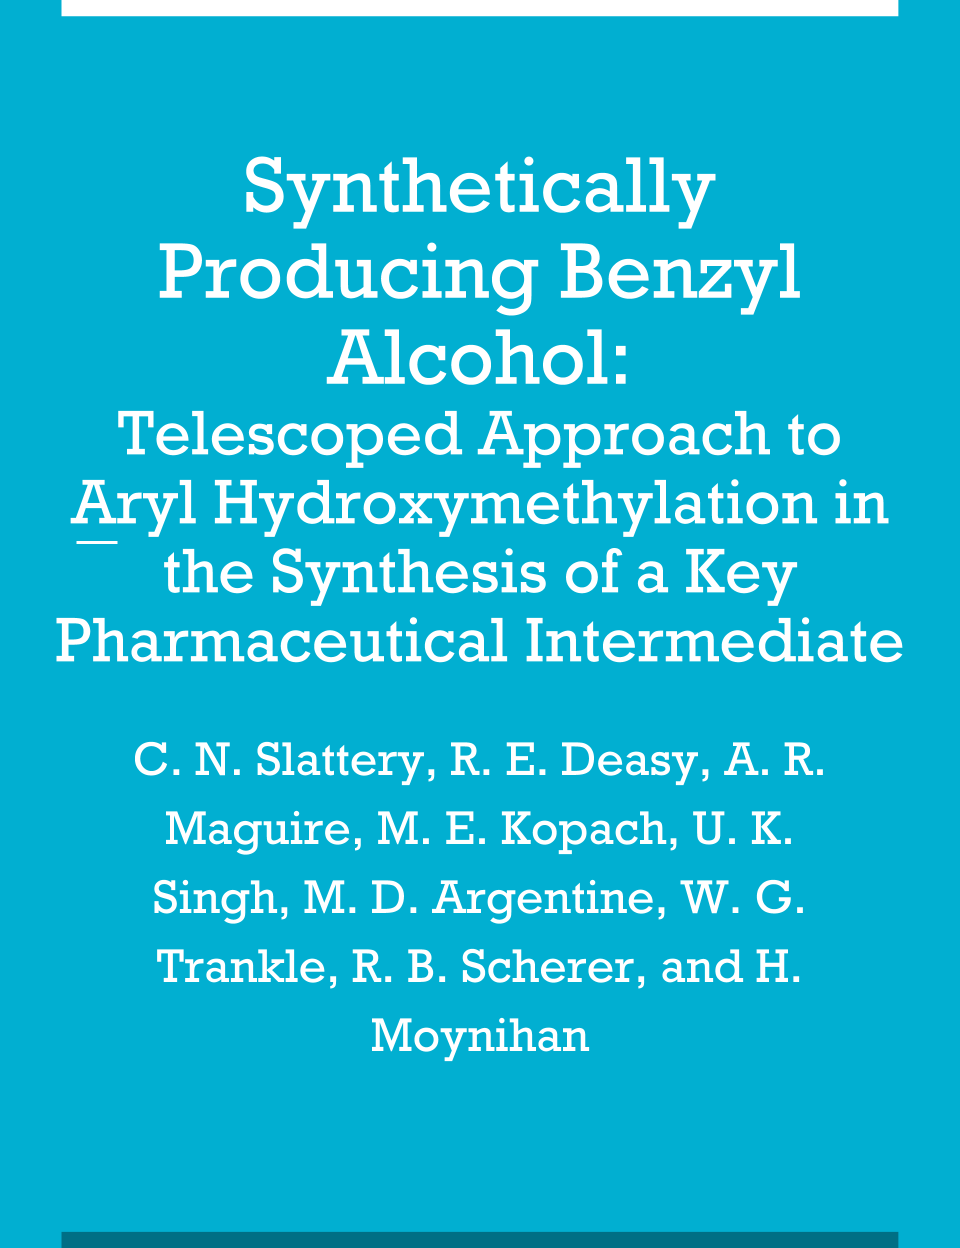 Synthetically
Producing Benzyl
Alcohol:
Telescoped Approach to
Aryl Hydroxymethylation in
the Synthesis of a Key
Pharmaceutical Intermediate
C. N. Slattery, R. E. Deasy, A. R.
Maguire, M. E. Kopach, U. K.
Singh, M. D. Argentine, W. G.
Trankle, R. B. Scherer, and H.
Moynihan